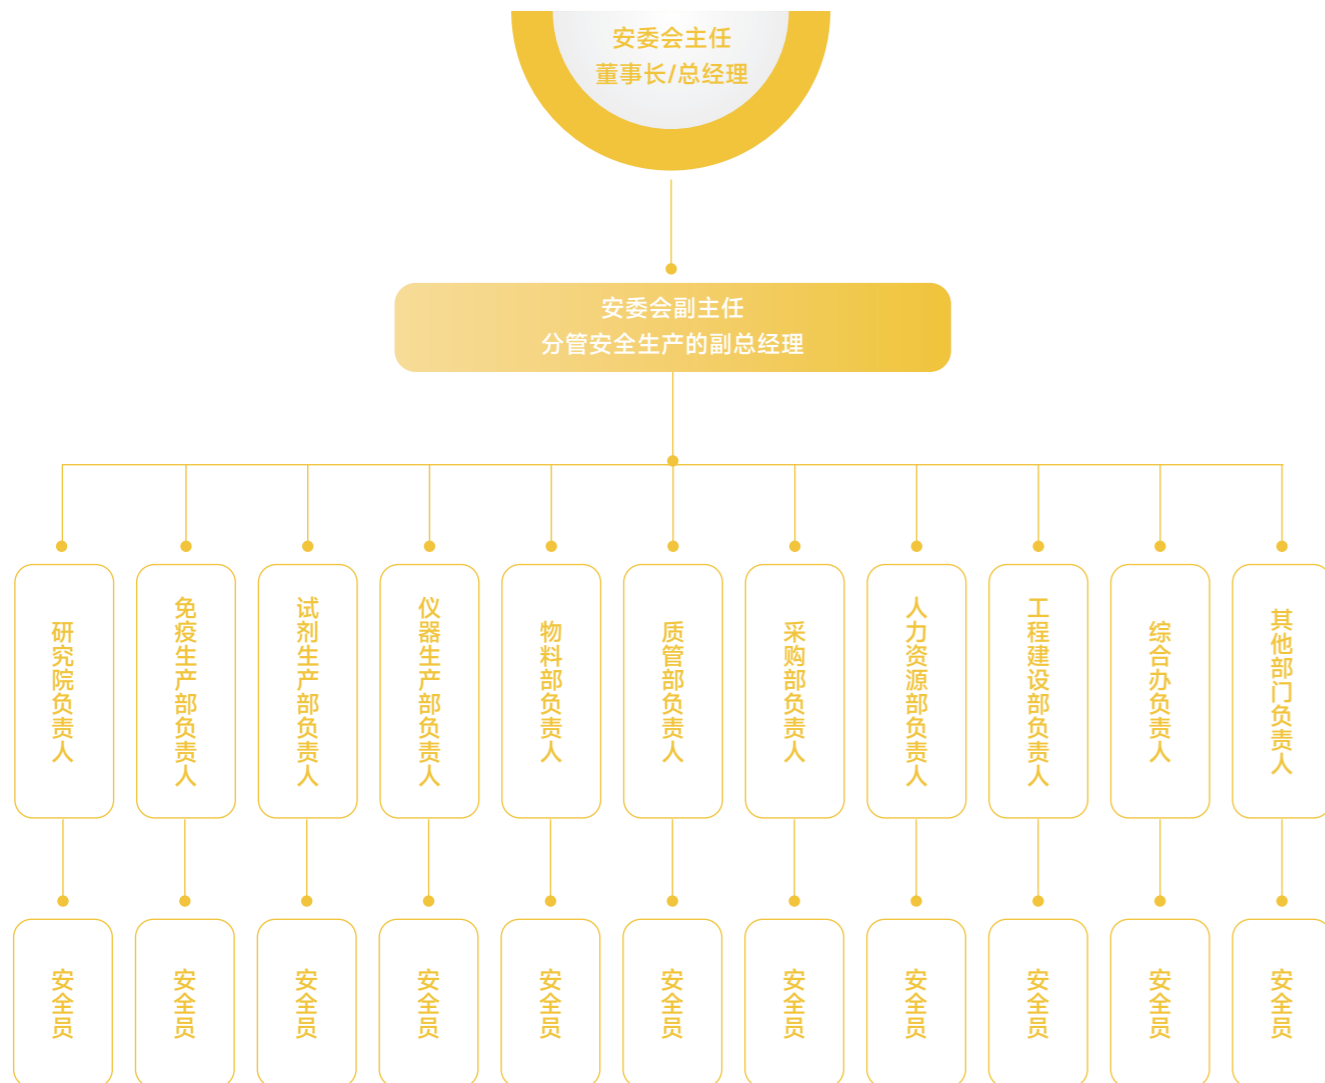 安委会主任
董事长/总经理
安委会副主任
分管安全生产的副总经理
研究院负责人
免疫生产部负责人
试剂生产部负责人
仪器生产部负责人
物料部负责人
质管部负责人
采购部负责人
人力资源部负责人
工程建设部负责人
综合办负责人
其他部门负责人
安全员
安全员
安全员
安全员
安全员
安全员
安全员
安全员
安全员
安全员
安全员